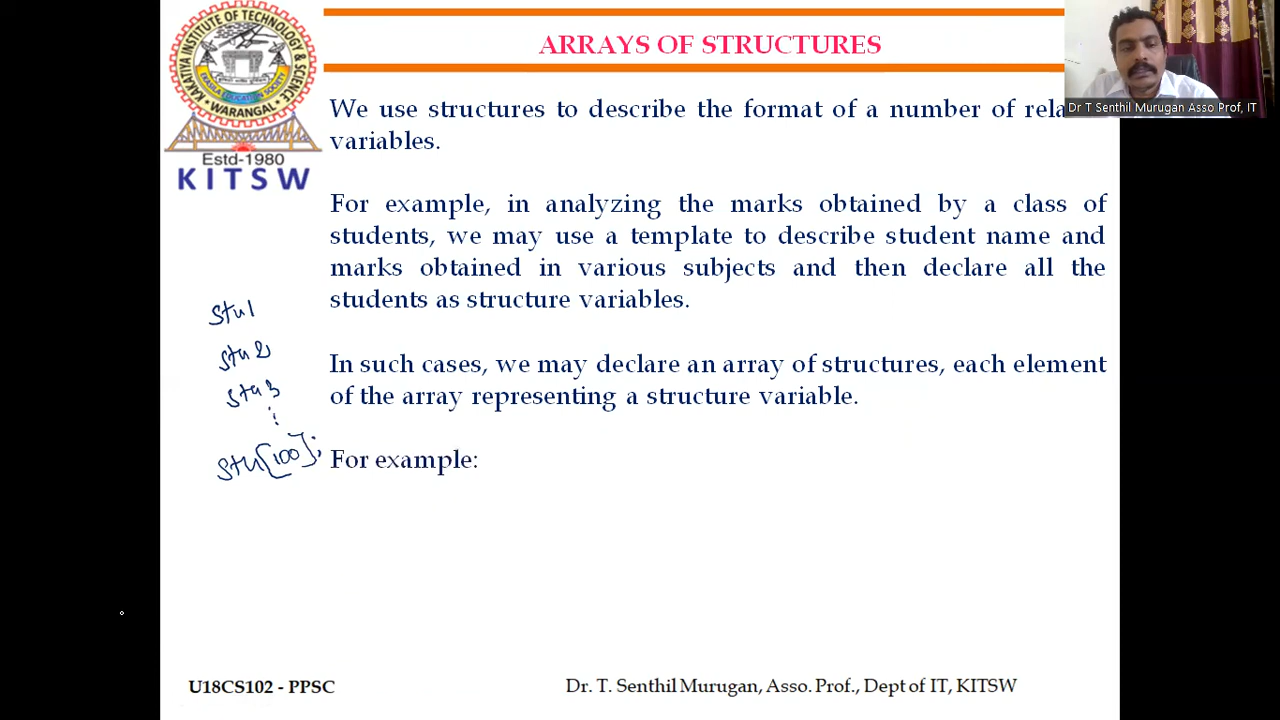 KAKATIYA INSTITUTE OF TECHNOLOGY & SCIENCE
WARANGAL
Estd-1980
KITSW
ARRAYS OF STRUCTURES
Dr T Senthil Murugan Asso Prof, IT
We use structures to describe the format of a number of rela
variables.
For example, in analyzing the marks obtained by a class of
students, we may use a template to describe student name and
marks obtained in various subjects and then declare all the
students as structure variables.
stu1
stu2
stu3
:
stu[100];
In such cases, we may declare an array of structures, each element
of the array representing a structure variable.
For example:
U18CS102 - PPSC
Dr. T. Senthil Murugan, Asso. Prof., Dept of IT, KITSW